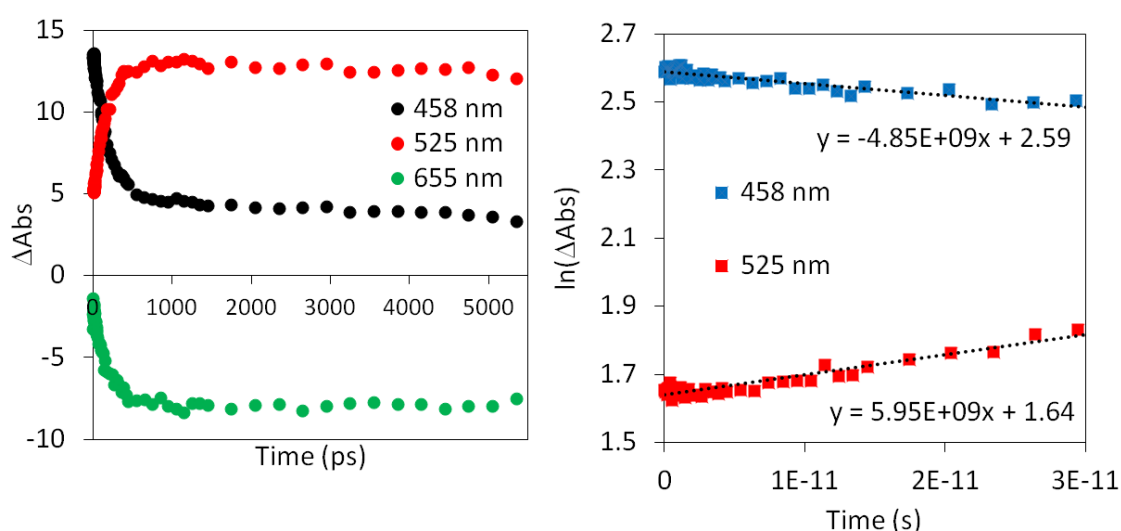 15
10
5
0
-5
-10
ΔAbs
0 1000 2000 3000 4000 5000
Time (ps)
458 nm
525 nm
655 nm
2.7
2.5
2.3
2.1
1.9
1.7
1.5
ln(ΔAbs)
y = -4.85E+09x + 2.59
458 nm
525 nm
y = 5.95E+09x + 1.64
0 1E-11 2E-11 3E-11
Time (s)